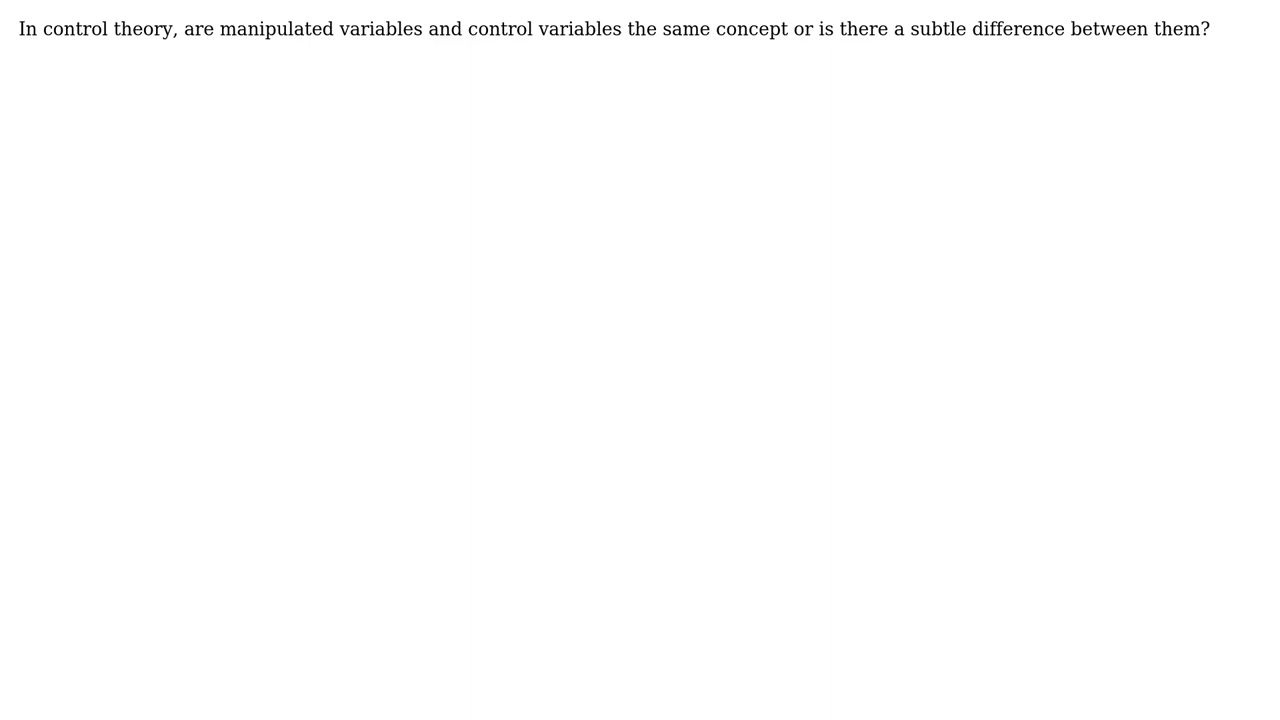 In control theory, are manipulated variables and control variables the same concept or is there a subtle difference between them?